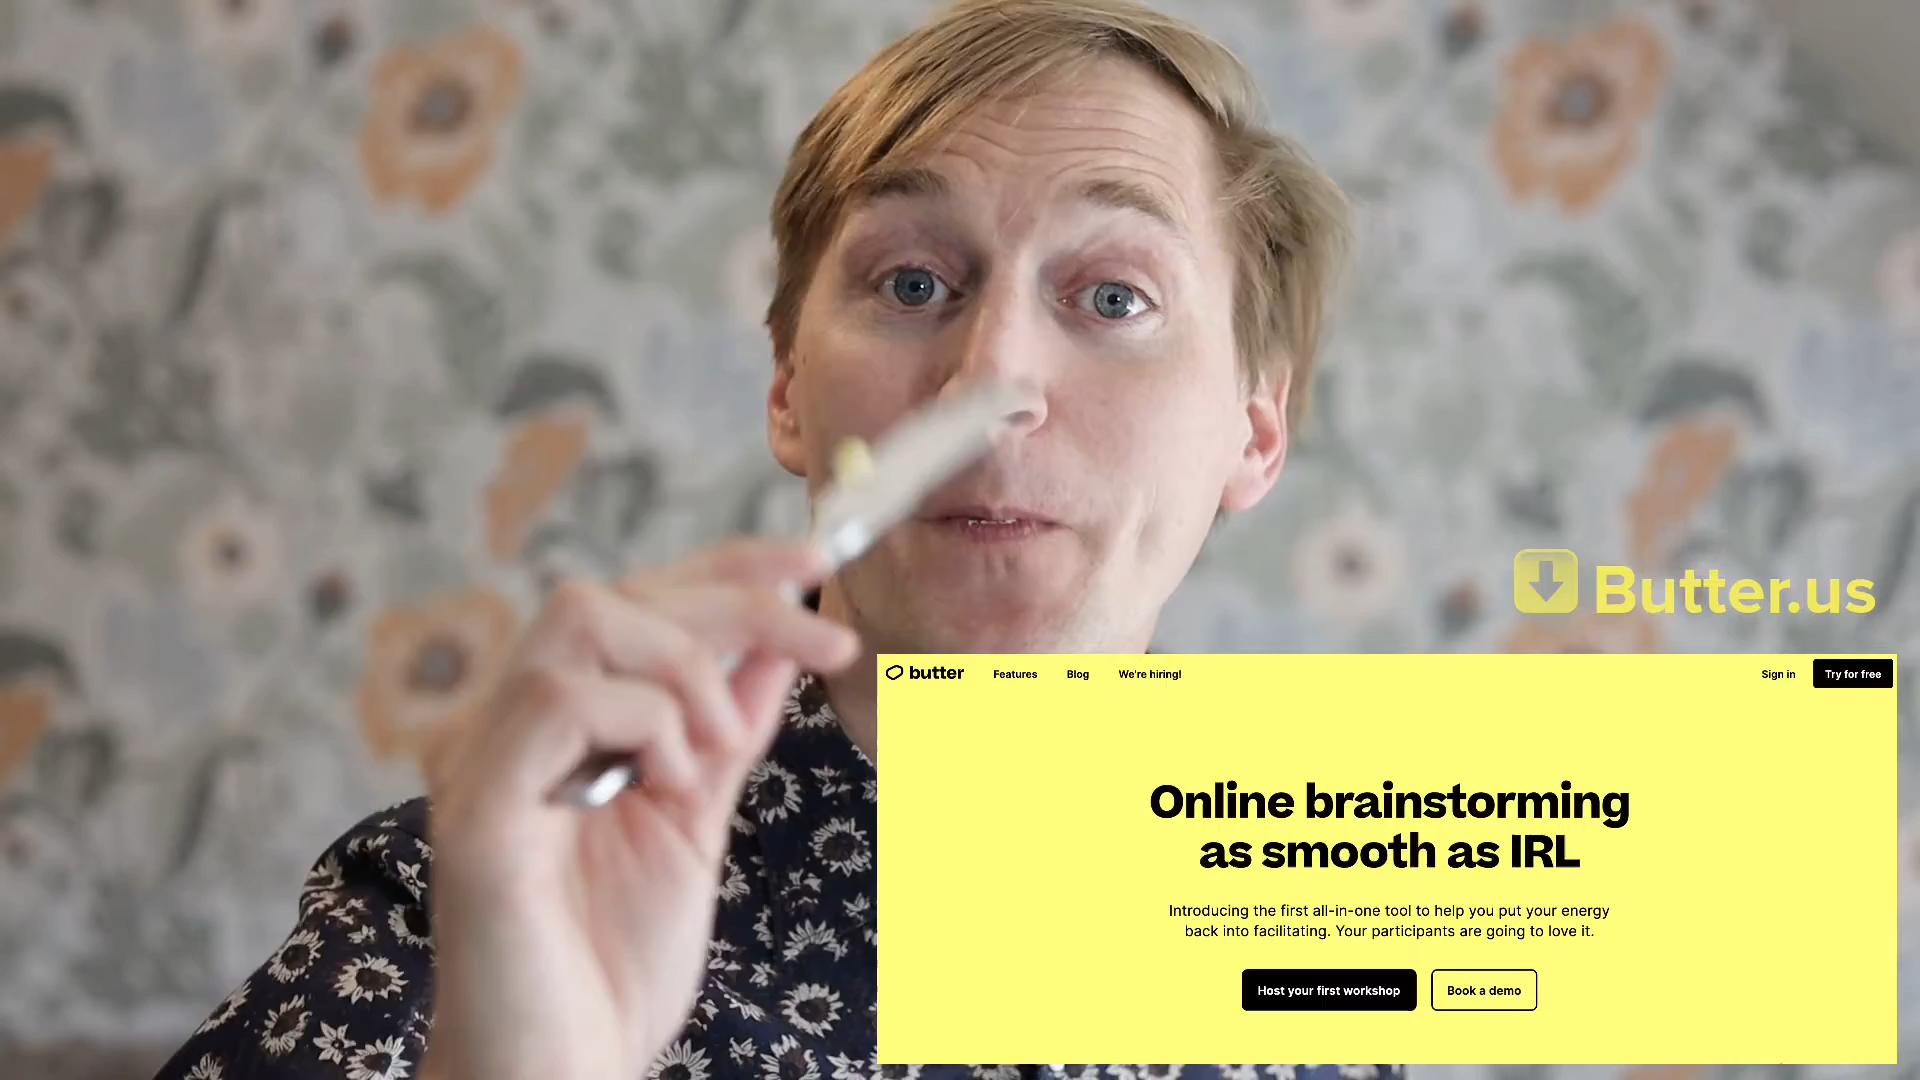 Butter.us
butter Features Blog We're hiring! Sign in Try for free
Online brainstorming
as smooth as IRL
Introducing the first all-in-one tool to help you put your energy
back into facilitating. Your participants are going to love it.
Host your first workshop Book a demo